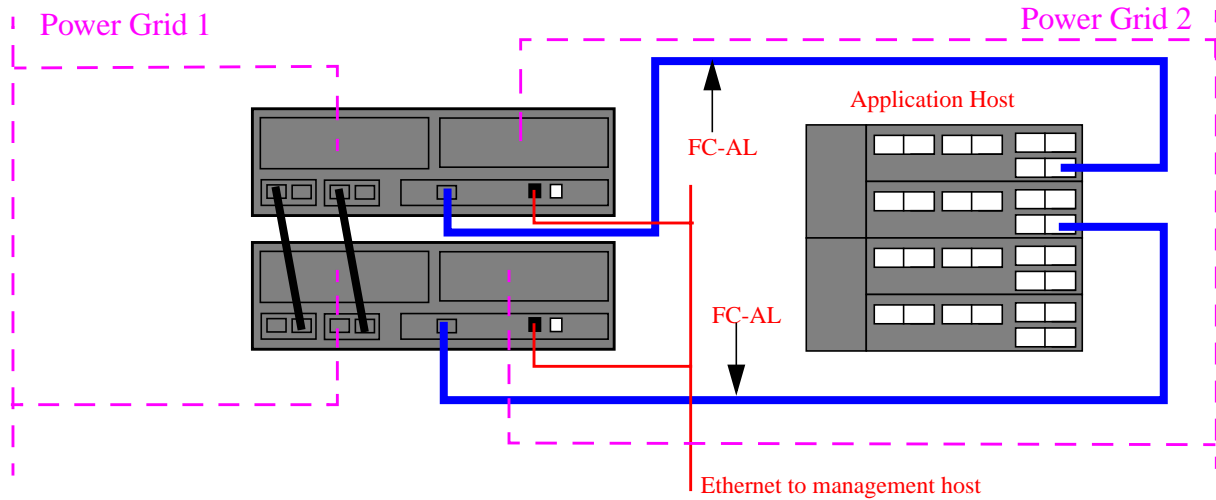 Power Grid 1
Power Grid 2
Application Host
FC-AL
FC-AL
Ethernet to management host